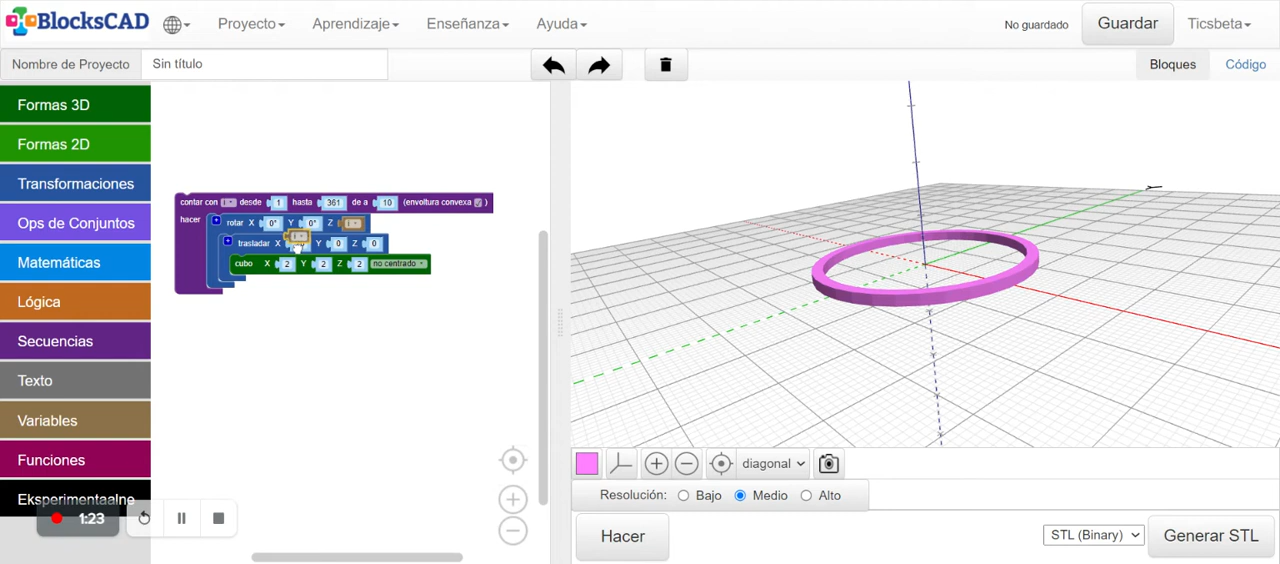 BlocksCAD Proyecto Aprendizaje Enseñanza Ayuda No guardado Guardar Ticsbeta
Nombre de Proyecto Sin título Bloques Código
Formas 3D
Formas 2D
Transformaciones
Ops de Conjuntos
Matemáticas
Lógica
Secuencias
Texto
Variables
Funciones
Eksperimentaalne
contar con i desde 1 hasta 361 de a 10 (envoltura convexa)
hacer rotar X 0° Y 0° Z i
i
trasladar X Y 0 Z 0
cubo X 2 Y 2 Z 2 no centrado
1:23
diagonal
Resolución: Bajo Medio Alto
Hacer STL (Binary) Generar STL